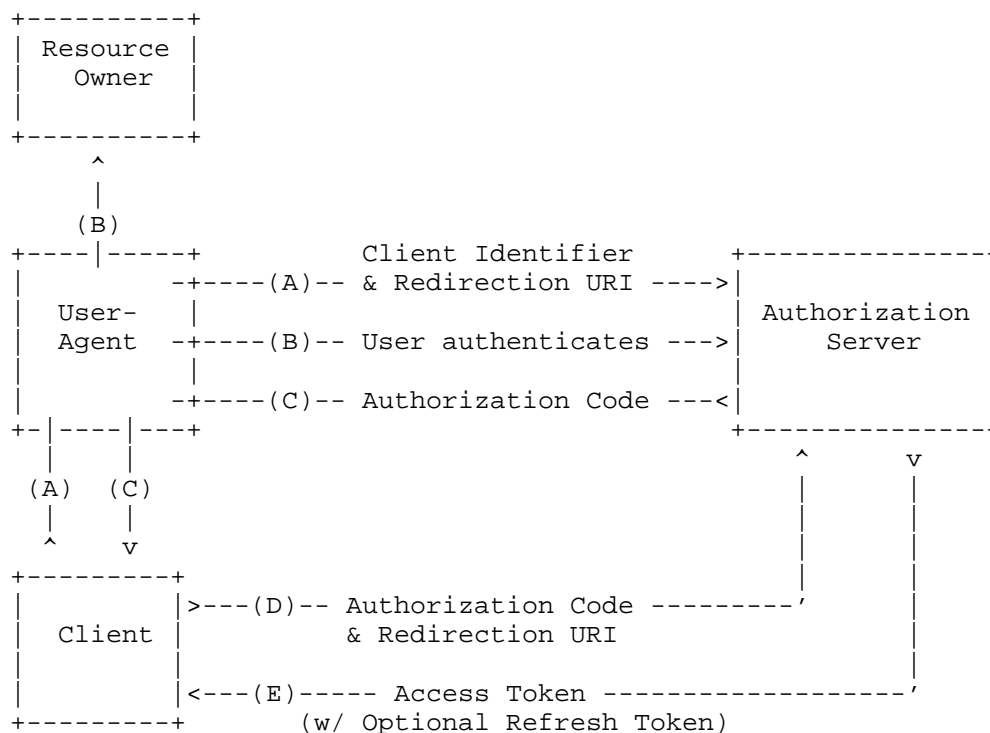 Resource
Owner
(B)
Client Identifier
(A) & Redirection URI
User-
Agent
(B) User authenticates
Authorization
Server
(C) Authorization Code
(A) (C)
v
v
Client
(D) Authorization Code
& Redirection URI
(E) Access Token
(w/ Optional Refresh Token)